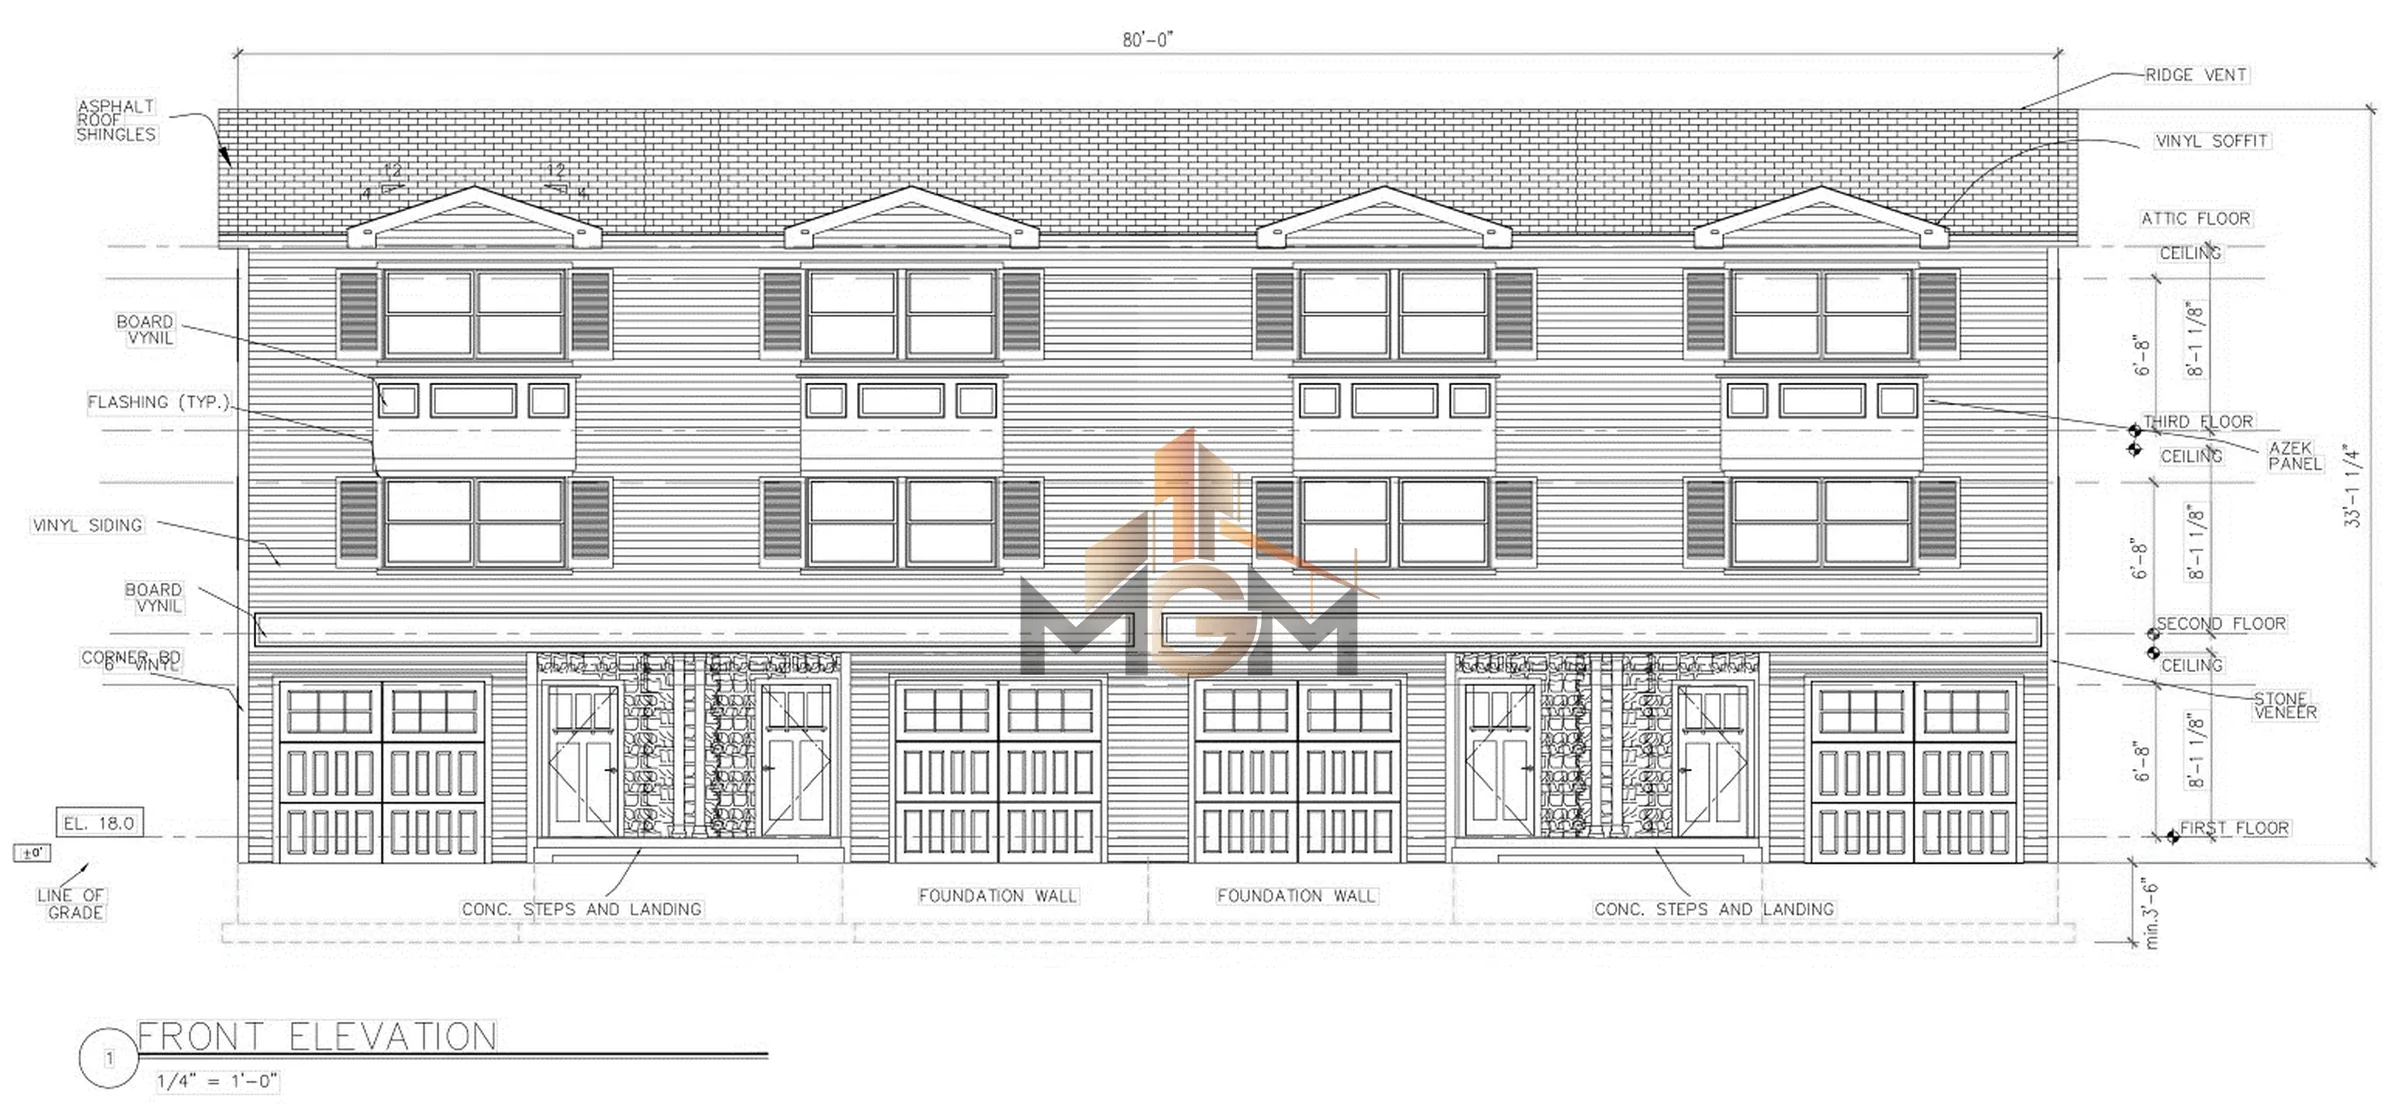 80'-0"
RIDGE VENT
ASPHALT
ROOF
SHINGLES
VINYL SOFFIT
12
12
4
4
ATTIC FLOOR
CEILING
BOARD
VYNIL
6'-8"
8'-1 1/8"
FLASHING (TYP.)
THIRD FLOOR
CEILING
AZEK
PANEL
33'-1 1/4"
VINYL SIDING
6'-8"
8'-1 1/8"
BOARD
VYNIL
SECOND FLOOR
CEILING
CORNER BD
6" VINYL
MGM
STONE
VENEER
6'-8"
8'-1 1/8"
EL. 18.0
FIRST FLOOR
±0'
LINE OF
GRADE
FOUNDATION WALL
FOUNDATION WALL
CONC. STEPS AND LANDING
CONC. STEPS AND LANDING
min.3'-6"
1
FRONT ELEVATION
1/4" = 1'-0"